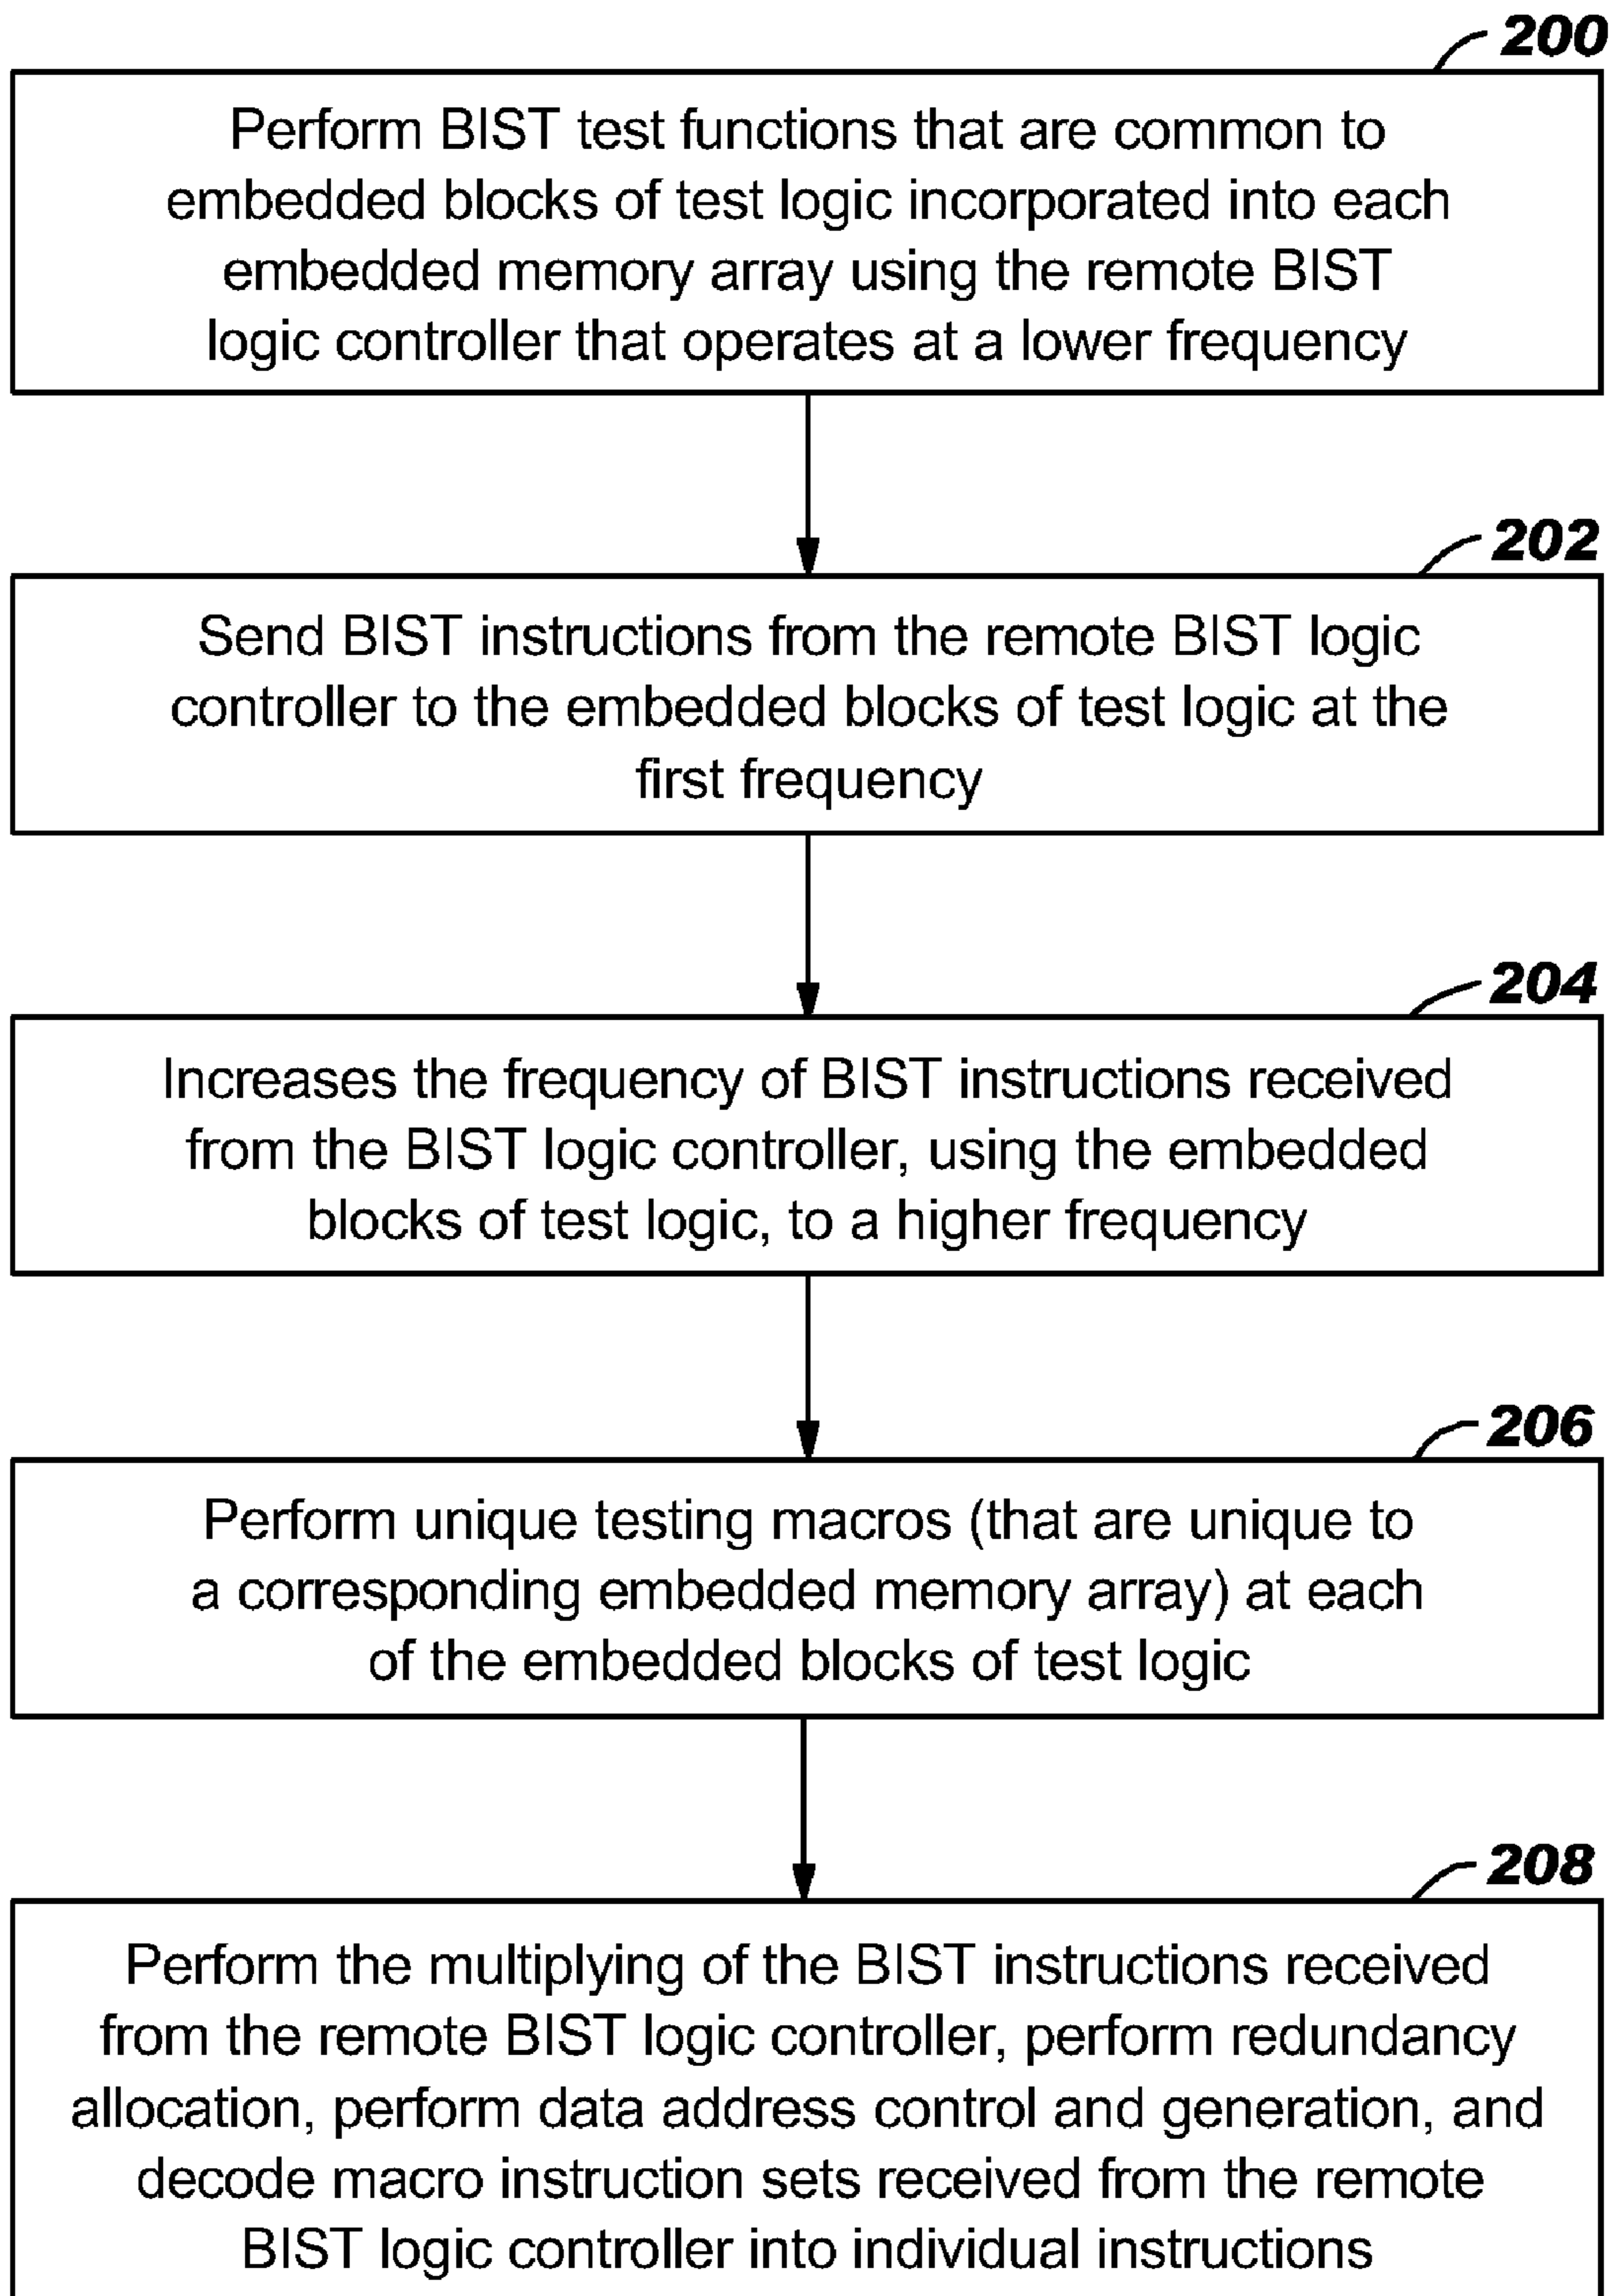 200
Perform BIST test functions that are common to
embedded blocks of test logic incorporated into each
embedded memory array using the remote BIST
logic controller that operates at a lower frequency
202
Send BIST instructions from the remote BIST logic
controller to the embedded blocks of test logic at the
first frequency
204
Increases the frequency of BIST instructions received
from the BIST logic controller, using the embedded
blocks of test logic, to a higher frequency
206
Perform unique testing macros (that are unique to
a corresponding embedded memory array) at each
of the embedded blocks of test logic
208
Perform the multiplying of the BIST instructions received
from the remote BIST logic controller, perform redundancy
allocation, perform data address control and generation, and
decode macro instruction sets received from the remote
BIST logic controller into individual instructions